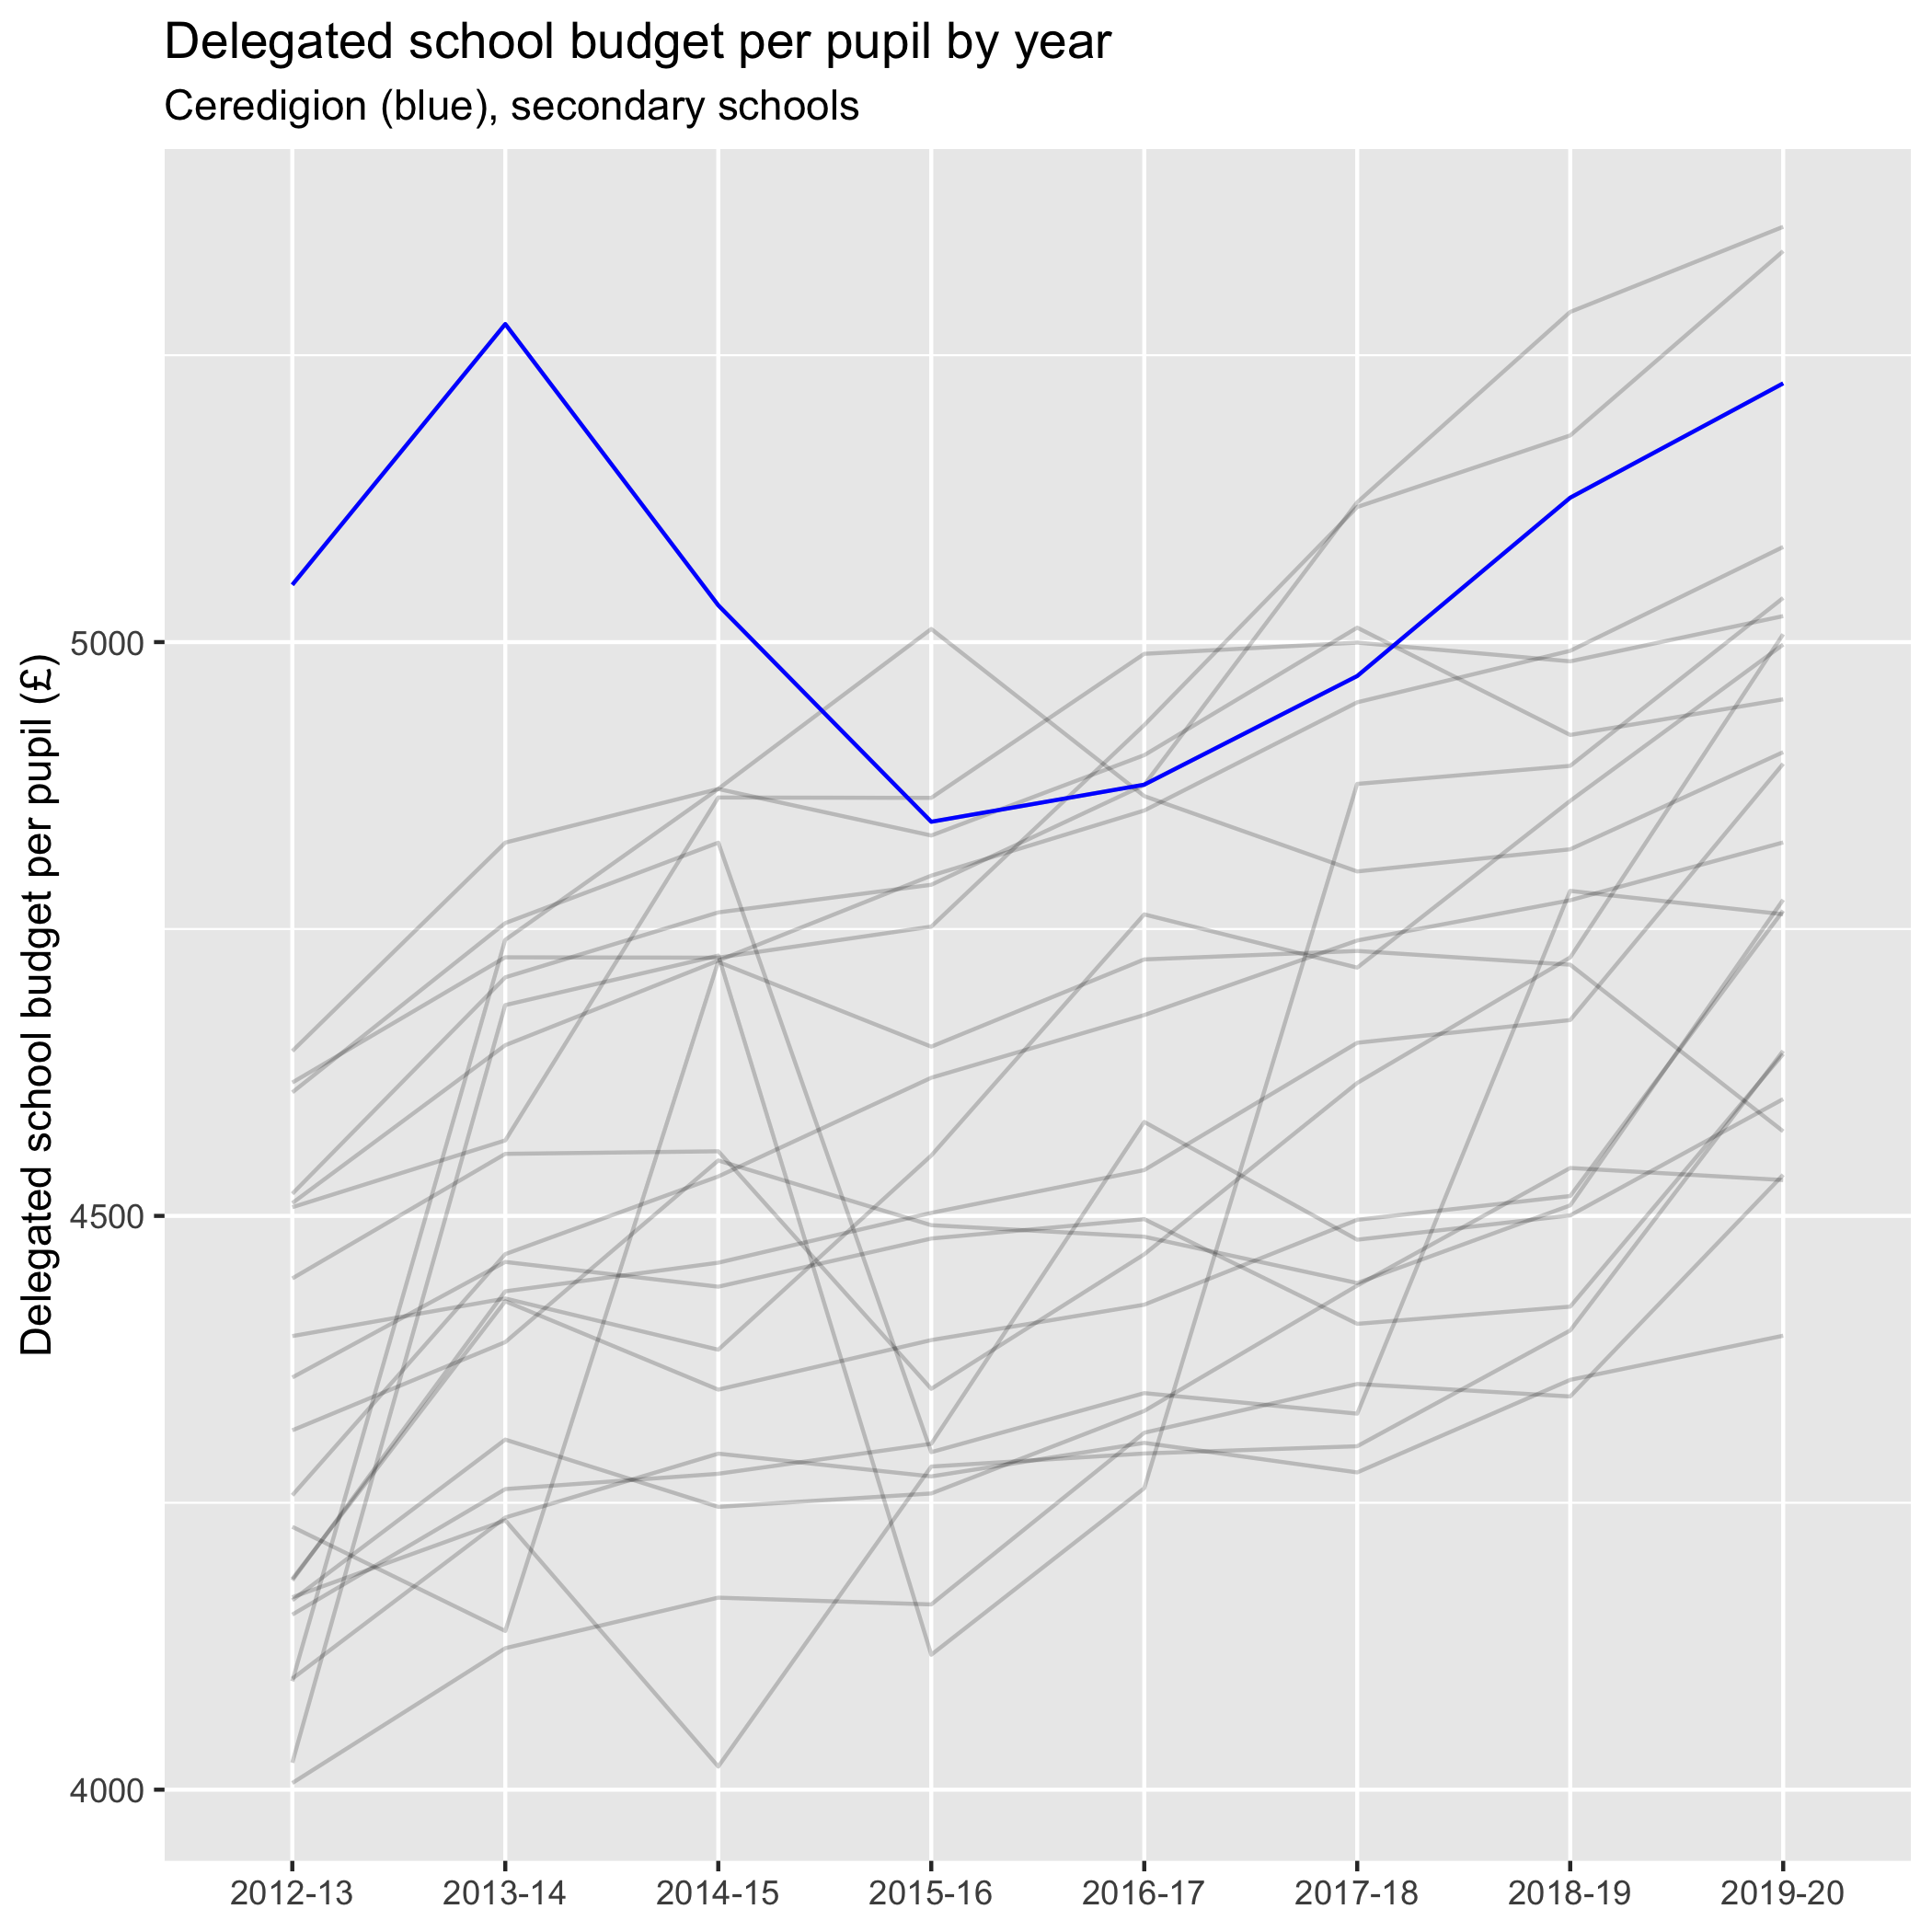 Delegated school budget per pupil by year
Ceredigion (blue), secondary schools
Delegated school budget per pupil (£)
5000
4500
4000
2012-13 2013-14 2014-15 2015-16 2016-17 2017-18 2018-19 2019-20